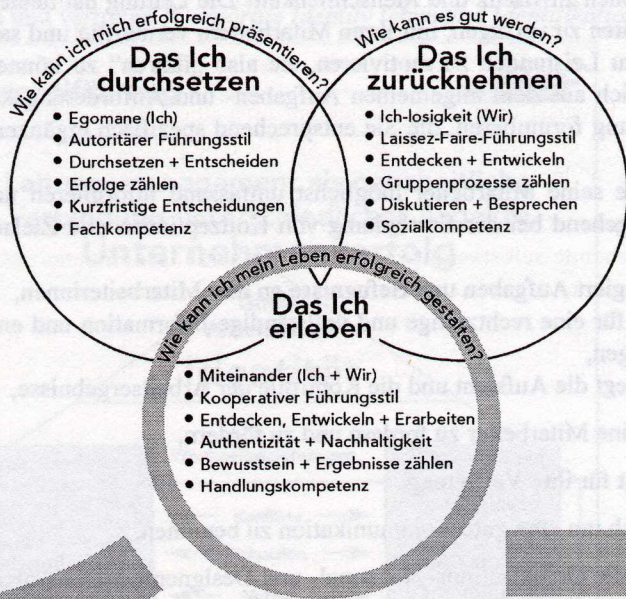 Wie kann ich mich erfolgreich präsentieren?
Das Ich
durchsetzen
• Egomane (Ich)
• Autoritärer Führungsstil
• Durchsetzen + Entscheiden
• Erfolge zählen
• Kurzfristige Entscheidungen
• Fachkompetenz
Wie kann es gut werden?
Das Ich
zurücknehmen
• Ich-losigkeit (Wir)
• Laissez-Faire-Führungsstil
• Entdecken + Entwickeln
• Gruppenprozesse zählen
• Diskutieren + Besprechen
• Sozialkompetenz
Wie kann ich mein Leben erfolgreich gestalten?
Das Ich
erleben
• Miteinander (Ich + Wir)
• Kooperativer Führungsstil
• Entdecken, Entwickeln + Erarbeiten
• Authentizität + Nachhaltigkeit
• Bewusstsein + Ergebnisse zählen
• Handlungskompetenz